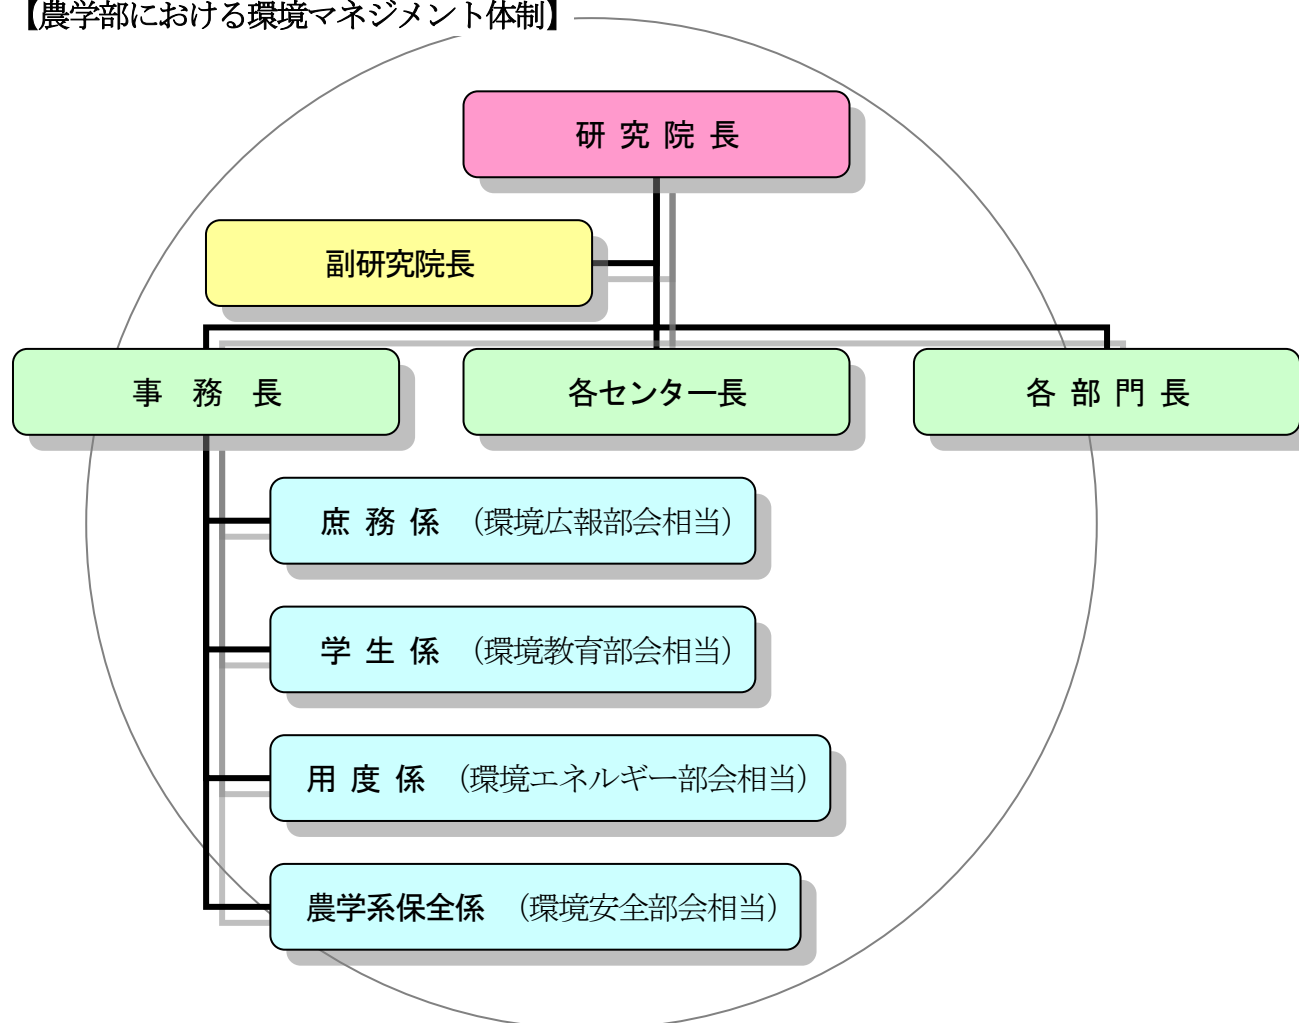 【農学部における環境マネジメント体制】
研 究 院 長
副研究院長
事　務　長
各センター長
各 部 門 長
庶 務 係　（環境広報部会相当）
学 生 係　（環境教育部会相当）
用 度 係　（環境エネルギー部会相当）
農学系保全係　（環境安全部会相当）